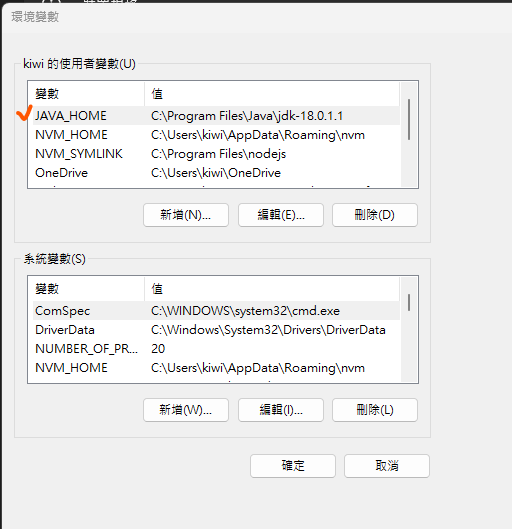 環境變數
kiwi 的使用者變數(U)
變數 值
JAVA_HOME C:\Program Files\Java\jdk-18.0.1.1
NVM_HOME C:\Users\kiwi\AppData\Roaming\nvm
NVM_SYMLINK C:\Program Files\nodejs
OneDrive C:\Users\kiwi\OneDrive
新增(N)... 編輯(E)... 刪除(D)
系統變數(S)
變數 值
ComSpec C:\WINDOWS\system32\cmd.exe
DriverData C:\Windows\System32\Drivers\DriverData
NUMBER_OF_PR... 20
NVM_HOME C:\Users\kiwi\AppData\Roaming\nvm
新增(W)... 編輯(I)... 刪除(L)
確定 取消